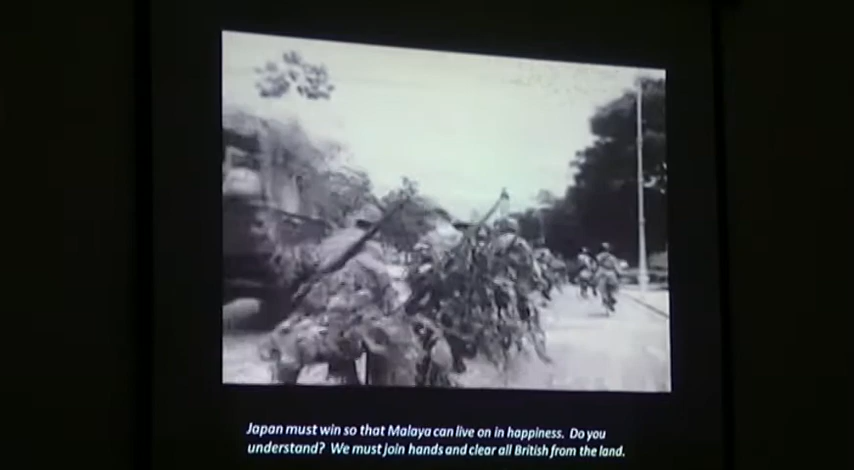 Japan must win so that Malaya can live on in happiness.  Do you
understand?  We must join hands and clear all British from the land.